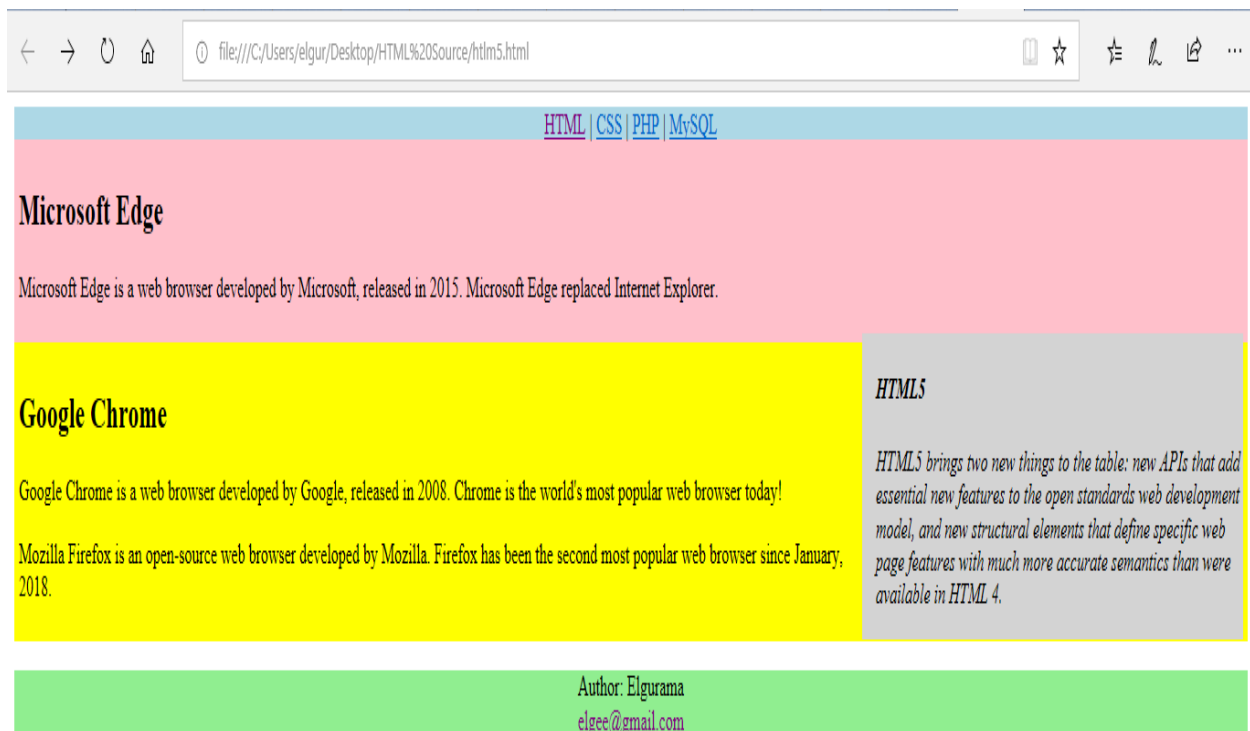 file:///C:/Users/elgur/Desktop/HTML%20Source/htlm5.html
HTML | CSS | PHP | MySQL
Microsoft Edge
Microsoft Edge is a web browser developed by Microsoft, released in 2015. Microsoft Edge replaced Internet Explorer.
Google Chrome
Google Chrome is a web browser developed by Google, released in 2008. Chrome is the world's most popular web browser today!
Mozilla Firefox is an open-source web browser developed by Mozilla. Firefox has been the second most popular web browser since January,
2018.
HTML5
HTML5 brings two new things to the table: new APIs that add
essential new features to the open standards web development
model, and new structural elements that define specific web
page features with much more accurate semantics than were
available in HTML 4.
Author: Elgurama
elgee@gmail.com